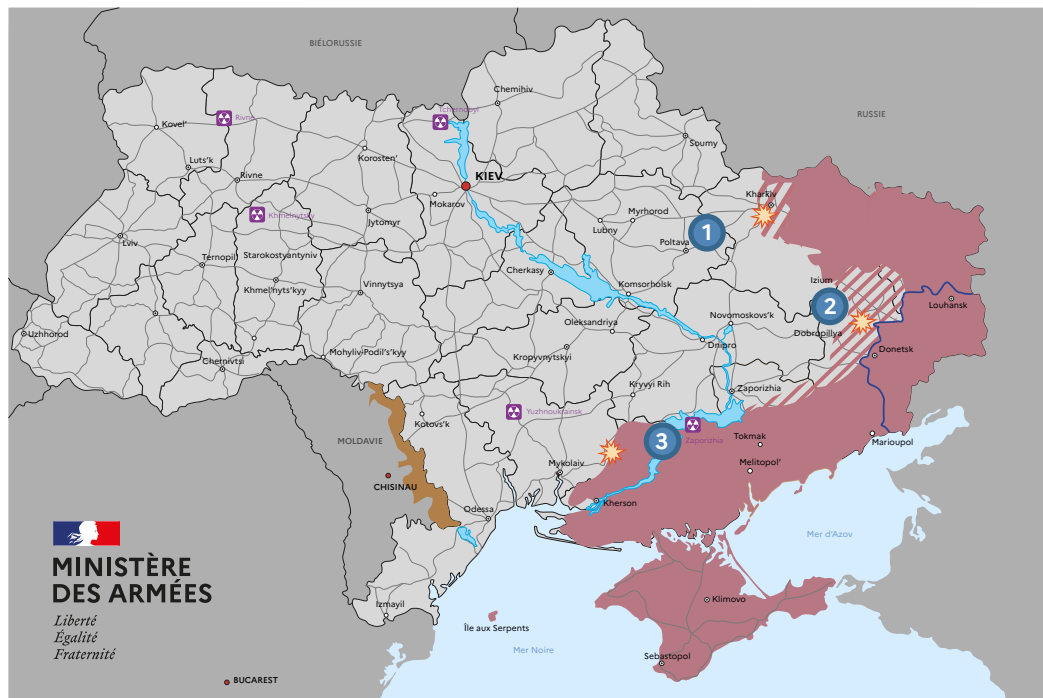 BIÉLORUSSIE
Chernihiv
Tchernobyl
RUSSIE
Rivne
Kovel'
Soumy
Korosten'
Luts'k
Rivne
KIEV
Kharkiv
Mokarov
Khmelnytsky
Myrhorod
Jytomyr
Lubny
1
Poltava
Lviv
Ternopil
Starokostyantyniv
Cherkasy
Izium
Khmel'nyts'kyy
Vinnytsya
Komsorholsk
2
Louhansk
Novomoskovs'k
Oleksandriya
Uzhhorod
Dobropillya
Dnipro
Mohyliv-Podil's'kyy
Kropyvnytskyi
Donetsk
Chernivtsi
Kryvyi Rih
Zaporizhia
Yuzhnoukrainsk
Kotovs'k
MOLDAVIE
3
Zaporizhia
Tokmak
Marioupol
Mykolaiv
Melitopol'
CHISINAU
Kherson
Odessa
Mer d'Azov
MINISTÈRE
DES ARMÉES
Liberté
Égalité
Fraternité
Izmayil
Klimovo
Île aux Serpents
Mer Noire
Sebastopol
BUCAREST